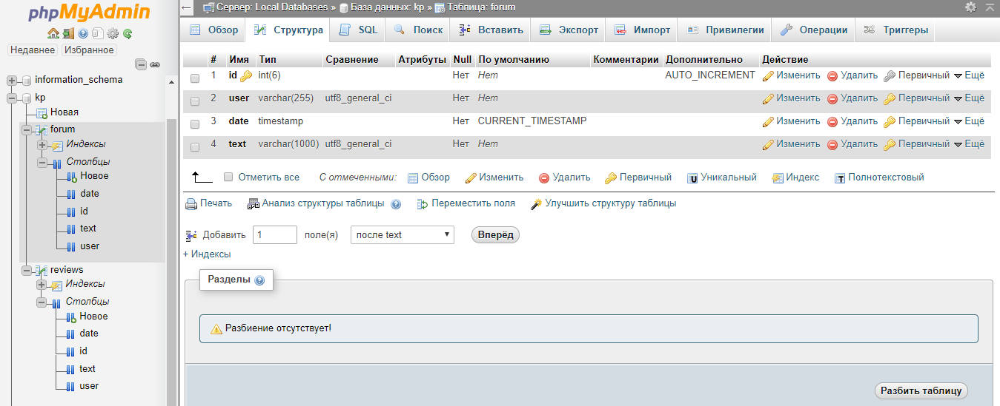 phpMyAdmin
Недавнее Избранное
information_schema
kp
Новая
forum
Индексы
Столбцы
Новое
date
id
text
user
reviews
Индексы
Столбцы
Новое
date
id
text
user
Сервер: Local Databases » База данных: kp » Таблица: forum
Обзор Структура SQL Поиск Вставить Экспорт Импорт Привилегии Операции Триггеры
# Имя Тип Сравнение Атрибуты Null По умолчанию Комментарии Дополнительно Действие
1 id int(6) Нет Нет AUTO_INCREMENT Изменить Удалить Первичный Ещё
2 user varchar(255) utf8_general_ci Нет Нет Изменить Удалить Первичный Ещё
3 date timestamp Нет CURRENT_TIMESTAMP Изменить Удалить Первичный Ещё
4 text varchar(1000) utf8_general_ci Нет Нет Изменить Удалить Первичный Ещё
Отметить все С отмеченными: Обзор Изменить Удалить Первичный Уникальный Индекс Полнотекстовый
Печать Анализ структуры таблицы Переместить поля Улучшить структуру таблицы
Добавить 1 поле(я) после text Вперёд
+ Индексы
Разделы
Разбиение отсутствует!
Разбить таблицу